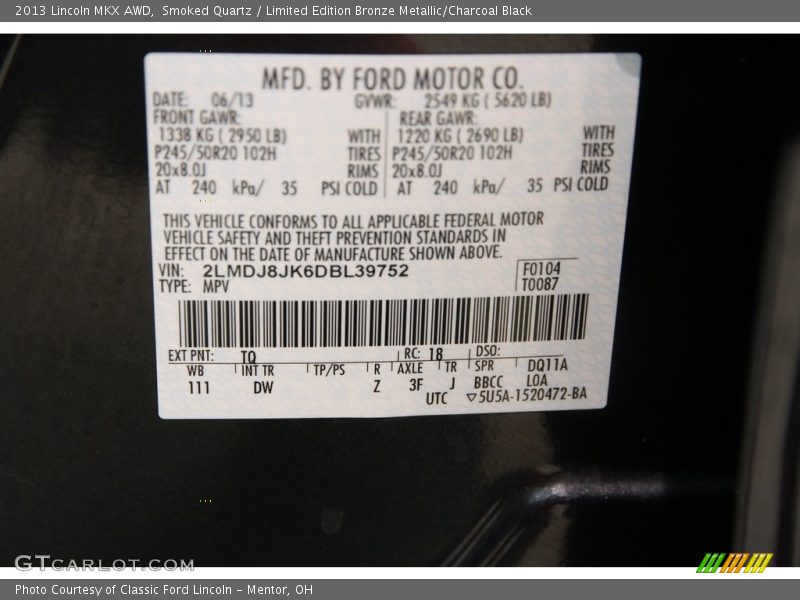 2013 Lincoln MKX AWD, Smoked Quartz / Limited Edition Bronze Metallic/Charcoal Black
MFD. BY FORD MOTOR CO.
DATE: 06/13 GVWR: 2549 KG ( 5620 LB)
FRONT GAWR: REAR GAWR:
1338 KG ( 2950 LB) WITH 1220 KG ( 2690 LB) WITH
P245/50R20 102H TIRES P245/50R20 102H TIRES
20x8.0J RIMS 20x8.0J RIMS
AT 240 kPa/ 35 PSI COLD AT 240 kPa/ 35 PSI COLD
THIS VEHICLE CONFORMS TO ALL APPLICABLE FEDERAL MOTOR
VEHICLE SAFETY AND THEFT PREVENTION STANDARDS IN
EFFECT ON THE DATE OF MANUFACTURE SHOWN ABOVE.
VIN: 2LMDJ8JK6DBL39752 F0104
TYPE: MPV T0087
EXT PNT: TQ RC: 18 DSO:
WB INT TR TP/PS R AXLE TR SPR DQ11A
111 DW Z 3F J BBCC LOA
UTC ▽5U5A-1520472-BA
GTCARLOT.COM
Photo Courtesy of Classic Ford Lincoln – Mentor, OH